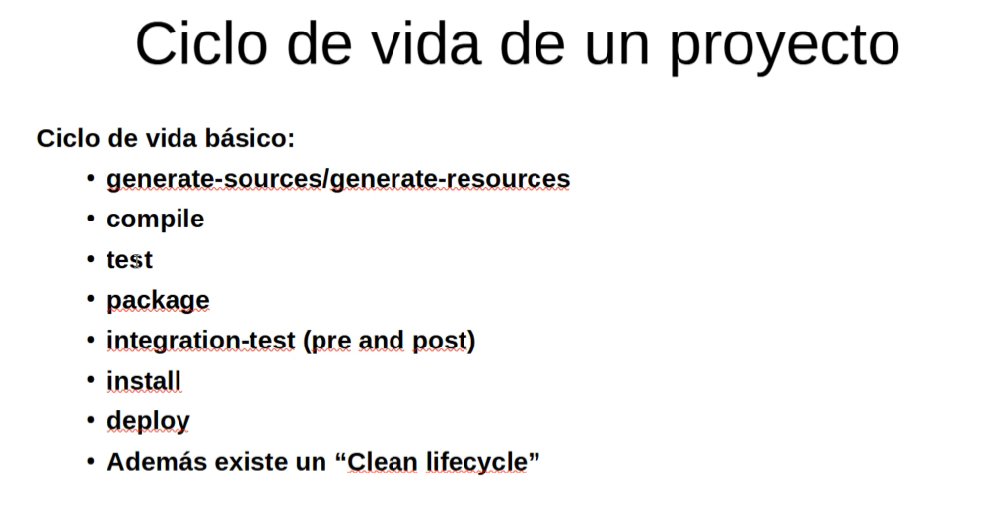 Ciclo de vida de un proyecto
Ciclo de vida básico:
• generate-sources/generate-resources
• compile
• test
• package
• integration-test (pre and post)
• install
• deploy
• Además existe un “Clean lifecycle”